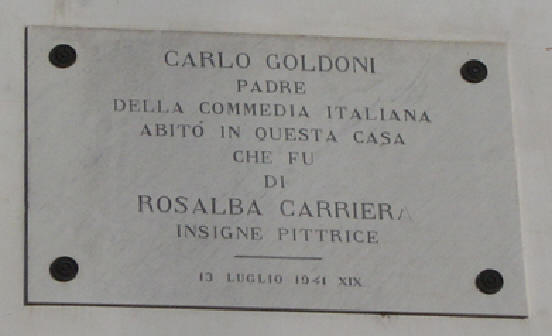 CARLO GOLDONI
PADRE
DELLA COMMEDIA ITALIANA
ABITÒ IN QUESTA CASA
CHE FU
DI
ROSALBA CARRIERA
INSIGNE PITTRICE
13 LUGLIO 1941 XIX